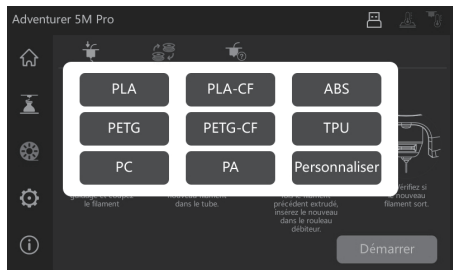 Adventurer 5M Pro
PLA
PLA-CF
ABS
PETG
PETG-CF
TPU
PC
PA
Personnaliser
le filament
dans le tube.
précédent extrudé,
insérez le nouveau
dans le rouleau
débiteur.
Vérifiez si
le nouveau
filament sort.
Démarrer